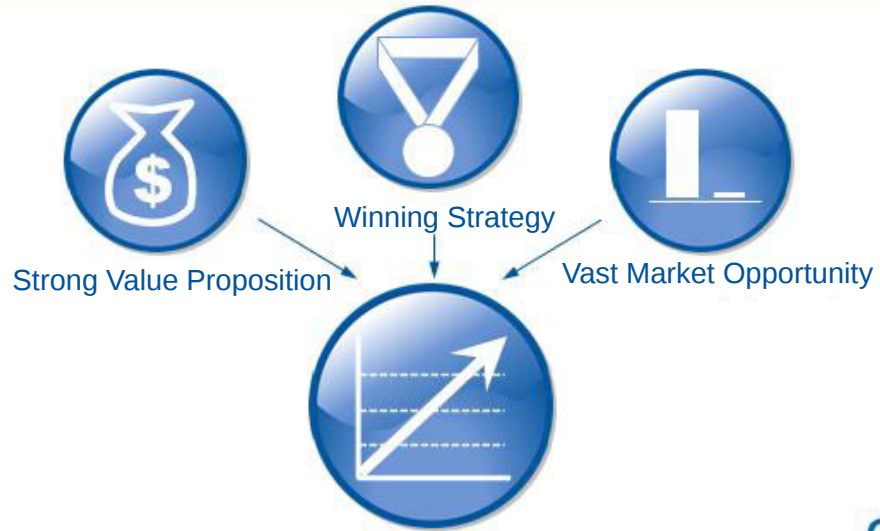 $
Winning Strategy
Strong Value Proposition
Vast Market Opportunity